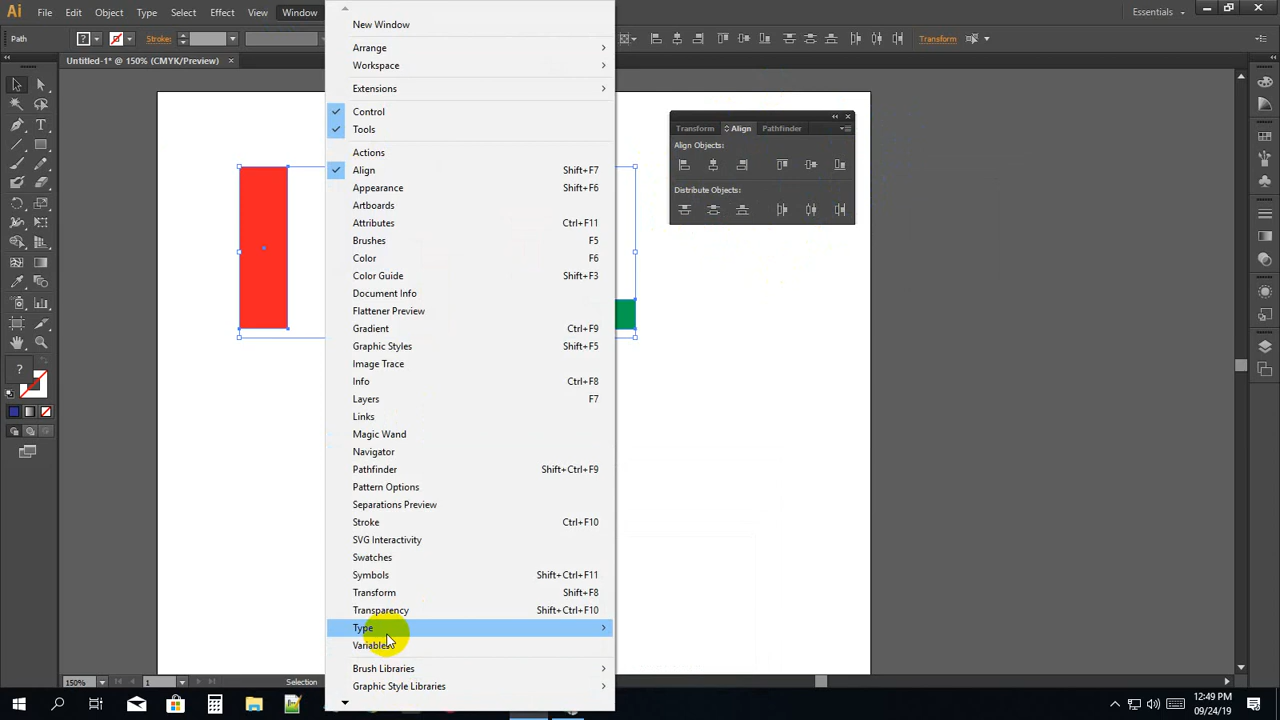 Ai File Edit Object Type Select Effect View Window Essentials
Path ? Stroke: Transform
Untitled-1* @ 150% (CMYK/Preview)
New Window
Arrange
Workspace
Extensions
Control
Tools
Actions
Align Shift+F7
Appearance Shift+F6
Artboards
Attributes Ctrl+F11
Brushes F5
Color F6
Color Guide Shift+F3
Document Info
Flattener Preview
Gradient Ctrl+F9
Graphic Styles Shift+F5
Image Trace
Info Ctrl+F8
Layers F7
Links
Magic Wand
Navigator
Pathfinder Shift+Ctrl+F9
Pattern Options
Separations Preview
Stroke Ctrl+F10
SVG Interactivity
Swatches
Symbols Shift+Ctrl+F11
Transform Shift+F8
Transparency Shift+Ctrl+F10
Type
Variables
Brush Libraries
Graphic Style Libraries
Transform Align Pathfinder
Align Objects:
Distribute Objects:
?
150% 1 Selection
12:49 PM
09/24/19